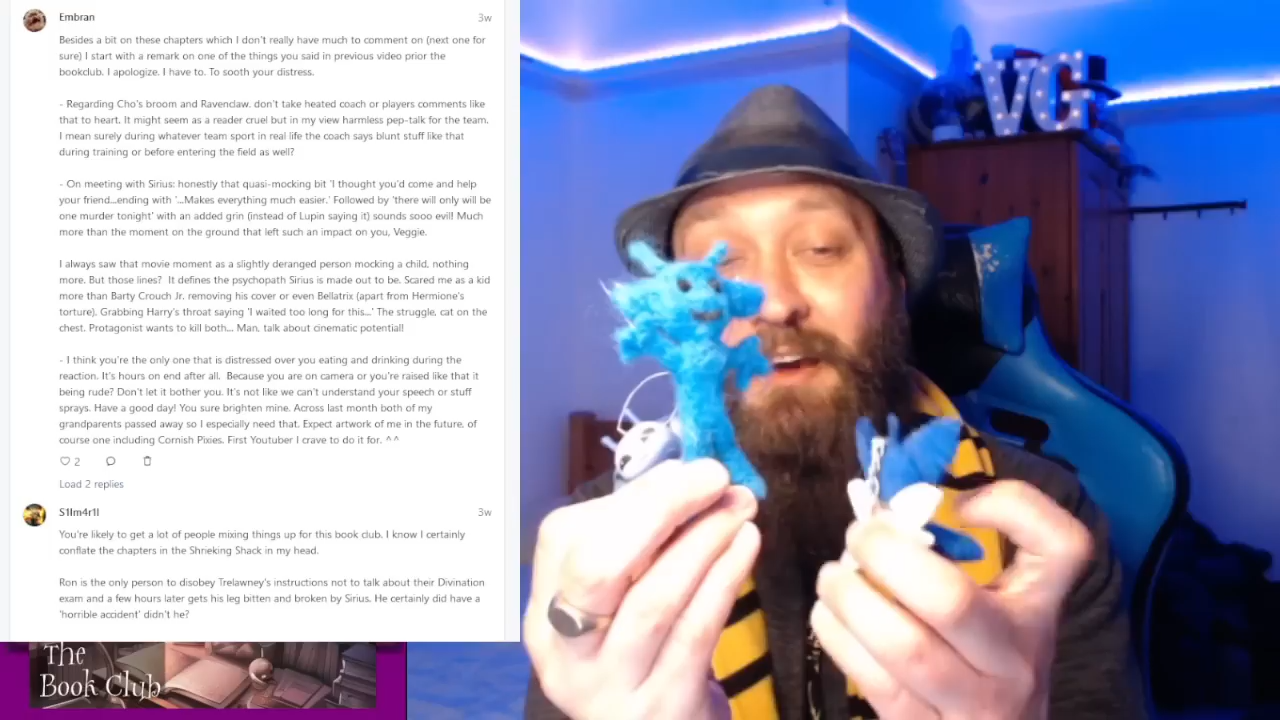 Embran
3w
Besides a bit on these chapters which I don't really have much to comment on (next one for
sure) I start with a remark on one of the things you said in previous video prior the
bookclub. I apologize. I have to. To sooth your distress.
- Regarding Cho's broom and Ravenclaw. don't take heated coach or players comments like
that to heart. It might seem as a reader cruel but in my view harmless pep-talk for the team.
I mean surely during whatever team sport in real life the coach says blunt stuff like that
during training or before entering the field as well?
- On meeting with Sirius: honestly that quasi-mocking bit 'I thought you'd come and help
your friend...ending with '...Makes everything much easier.' Followed by 'there will only will be
one murder tonight' with an added grin (instead of Lupin saying it) sounds sooo evil! Much
more than the moment on the ground that left such an impact on you, Veggie.
I always saw that movie moment as a slightly deranged person mocking a child, nothing
more. But those lines?  It defines the psychopath Sirius is made out to be. Scared me as a kid
more than Barty Crouch Jr. removing his cover or even Bellatrix (apart from Hermione's
torture). Grabbing Harry's throat saying 'I waited too long for this...' The struggle, cat on the
chest. Protagonist wants to kill both... Man, talk about cinematic potential!
- I think you're the only one that is distressed over you eating and drinking during the
reaction. It's hours on end after all.  Because you are on camera or you're raised like that it
being rude? Don't let it bother you. It's not like we can't understand your speech or stuff
sprays. Have a good day! You sure brighten mine. Across last month both of my
grandparents passed away so I especially need that. Expect artwork of me in the future, of
course one including Cornish Pixies. First Youtuber I crave to do it for. ^^
2
Load 2 replies
S1lm4r1l
3w
You're likely to get a lot of people mixing things up for this book club. I know I certainly
conflate the chapters in the Shrieking Shack in my head.
Ron is the only person to disobey Trelawney's instructions not to talk about their Divination
exam and a few hours later gets his leg bitten and broken by Sirius. He certainly did have a
'horrible accident' didn't he?
The
Book Club
VG